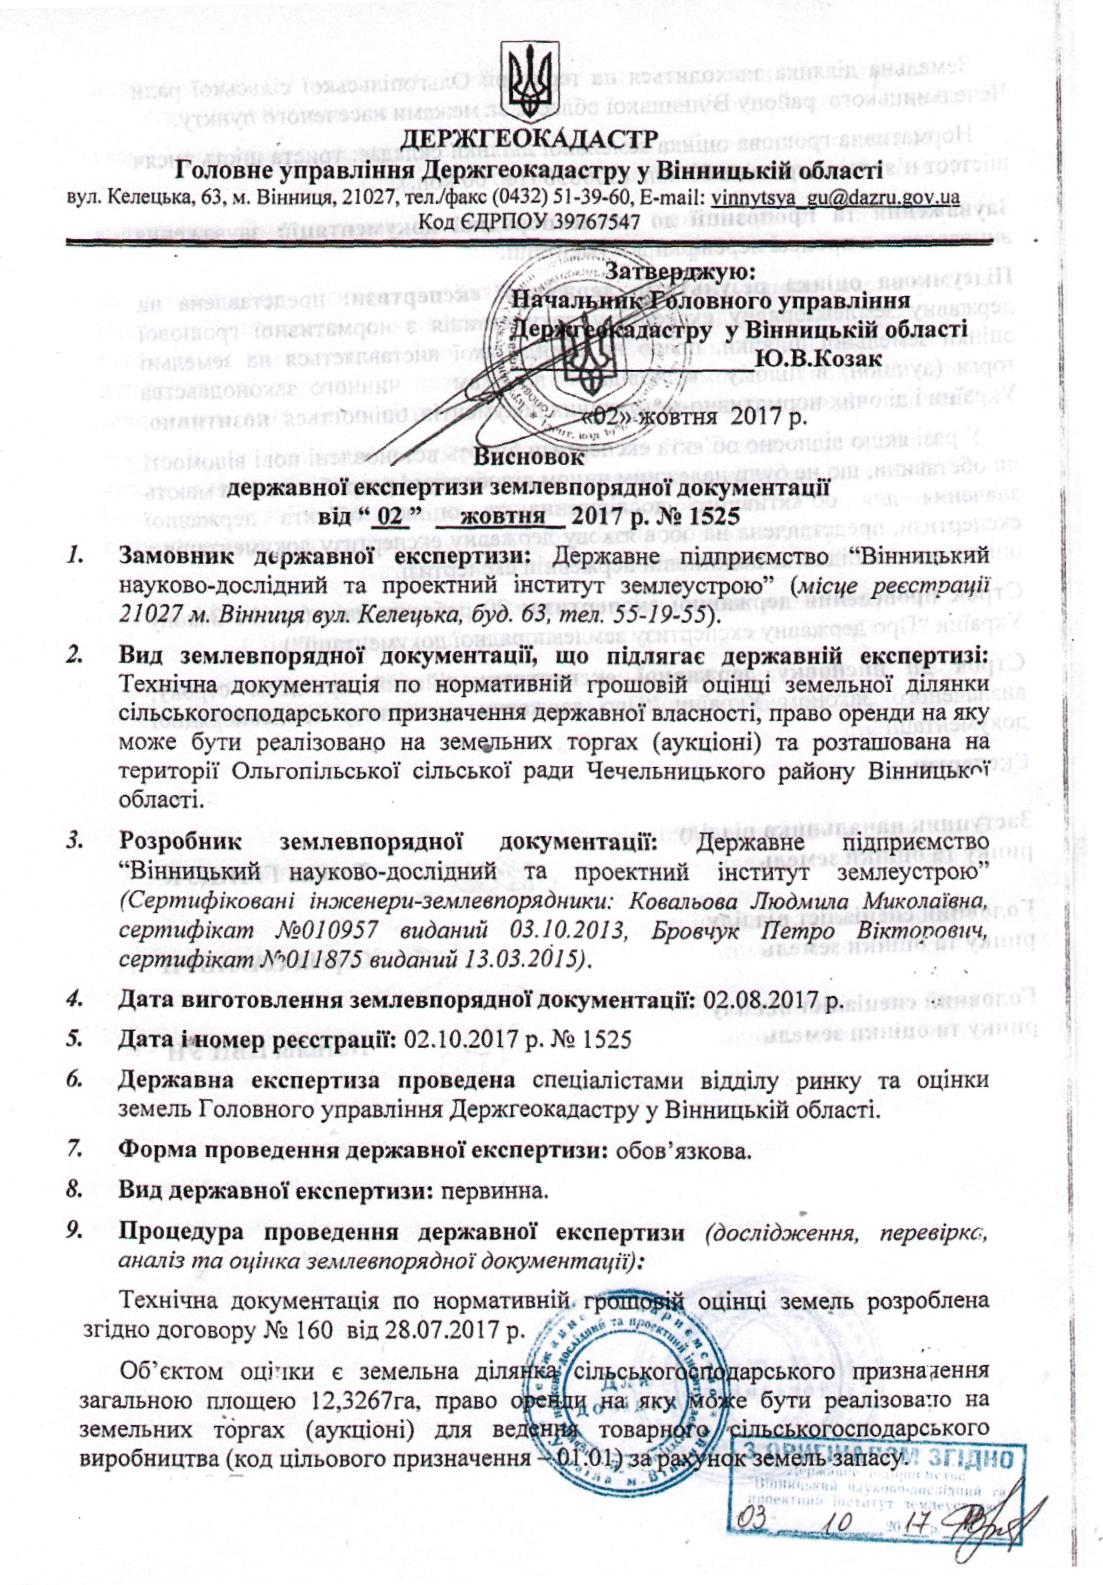 ДЕРЖГЕОКАДАСТР
Головне управління Держгеокадастру у Вінницькій області
вул. Келецька, 63, м. Вінниця, 21027, тел./факс (0432) 51-39-60, E-mail: vinnytsya_gu@dazru.gov.ua
Код ЄДРПОУ 39767547
Затверджую:
Начальник Головного управління
Держгеокадастру у Вінницькій області
Ю.В.Козак
«02» жовтня 2017 р.
Висновок
державної експертизи землевпорядної документації
від “ 02 ” жовтня 2017 р. № 1525
1. Замовник державної експертизи: Державне підприємство “Вінницький
науково-дослідний та проектний інститут землеустрою” (місце реєстрації
21027 м. Вінниця вул. Келецька, буд. 63, тел. 55-19-55).
2. Вид землевпорядної документації, що підлягає державній експертизі:
Технічна документація по нормативній грошовій оцінці земельної ділянки
сільськогосподарського призначення державної власності, право оренди на яку
може бути реалізовано на земельних торгах (аукціоні) та розташована на
території Ольгопільської сільської ради Чечельницького району Вінницької
області.
3. Розробник землевпорядної документації: Державне підприємство
“Вінницький науково-дослідний та проектний інститут землеустрою”
(Сертифіковані інженери-землевпорядники: Ковальова Людмила Миколаївна,
сертифікат №010957 виданий 03.10.2013, Бровчук Петро Вікторович,
сертифікат №011875 виданий 13.03.2015).
4. Дата виготовлення землевпорядної документації: 02.08.2017 р.
5. Дата і номер реєстрації: 02.10.2017 р. № 1525
6. Державна експертиза проведена спеціалістами відділу ринку та оцінки
земель Головного управління Держгеокадастру у Вінницькій області.
7. Форма проведення державної експертизи: обов’язкова.
8. Вид державної експертизи: первинна.
9. Процедура проведення державної експертизи (дослідження, перевірка,
аналіз та оцінка землевпорядної документації):
Технічна документація по нормативній грошовій оцінці земель розроблена
згідно договору № 160 від 28.07.2017 р.
Об’єктом оцінки є земельна ділянка сільськогосподарського призначення
загальною площею 12,3267га, право оренди на яку може бути реалізовано на
земельних торгах (аукціоні) для ведення товарного сільськогосподарського
виробництва (код цільового призначення – 01.01) за рахунок земель запасу.
З ОРИГІНАЛОМ ЗГІДНО
Державне підприємство
Вінницький науково-дослідний та
проектний інститут землеустрою
03 10 2017 р.